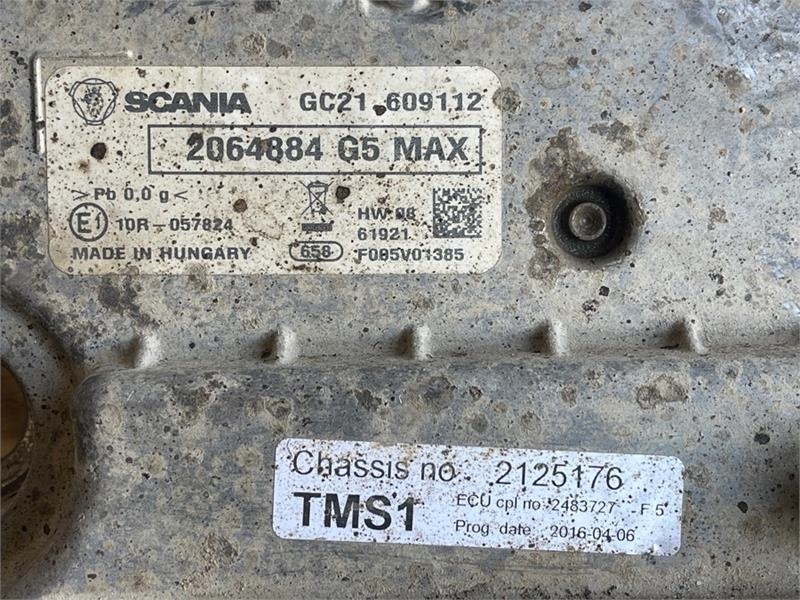 SCANIA GC21 609112
2064884 G5 MAX
>Pb 0,0 g<
E1 10R-057824
HW 08
61921
MADE IN HUNGARY 658 F005V01385
Chassis no 2125176
TMS1 ECU cpl no 2483727 F 5
Prog. date 2016-04-06